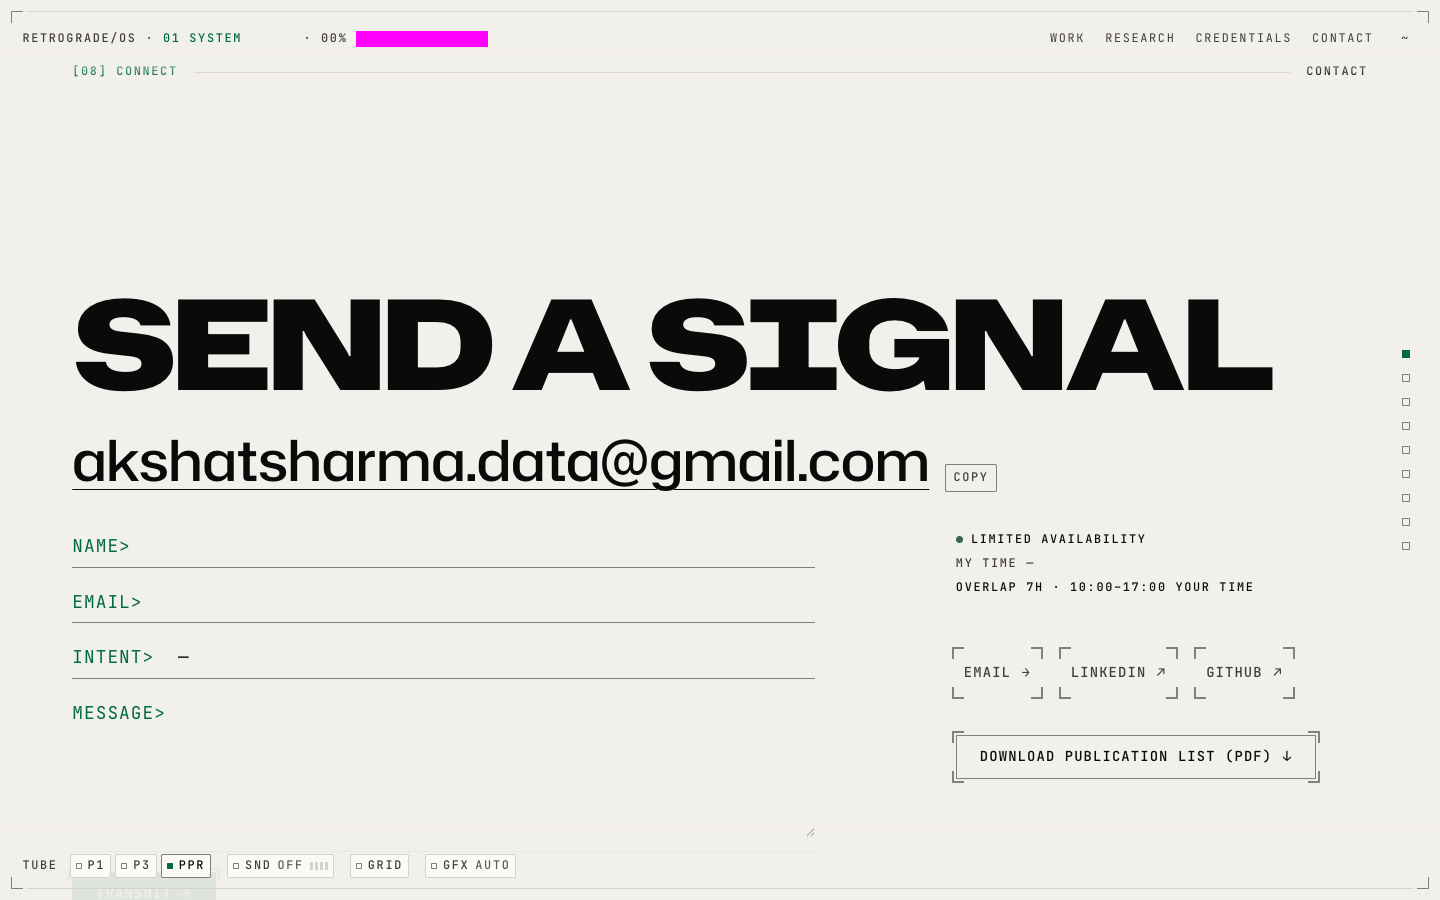 RETROGRADE/OS · 01 SYSTEM · 00% WORK RESEARCH CREDENTIALS CONTACT ~
[08] CONNECT CONTACT
SEND A SIGNAL
akshatsharma.data@gmail.com COPY
NAME>
EMAIL>
INTENT> —
MESSAGE>
LIMITED AVAILABILITY
MY TIME —
OVERLAP 7H · 10:00–17:00 YOUR TIME
EMAIL → LINKEDIN ↗ GITHUB ↗
DOWNLOAD PUBLICATION LIST (PDF) ↓
TUBE P1 P3 PPR SND OFF GRID GFX AUTO
TRANSMIT →